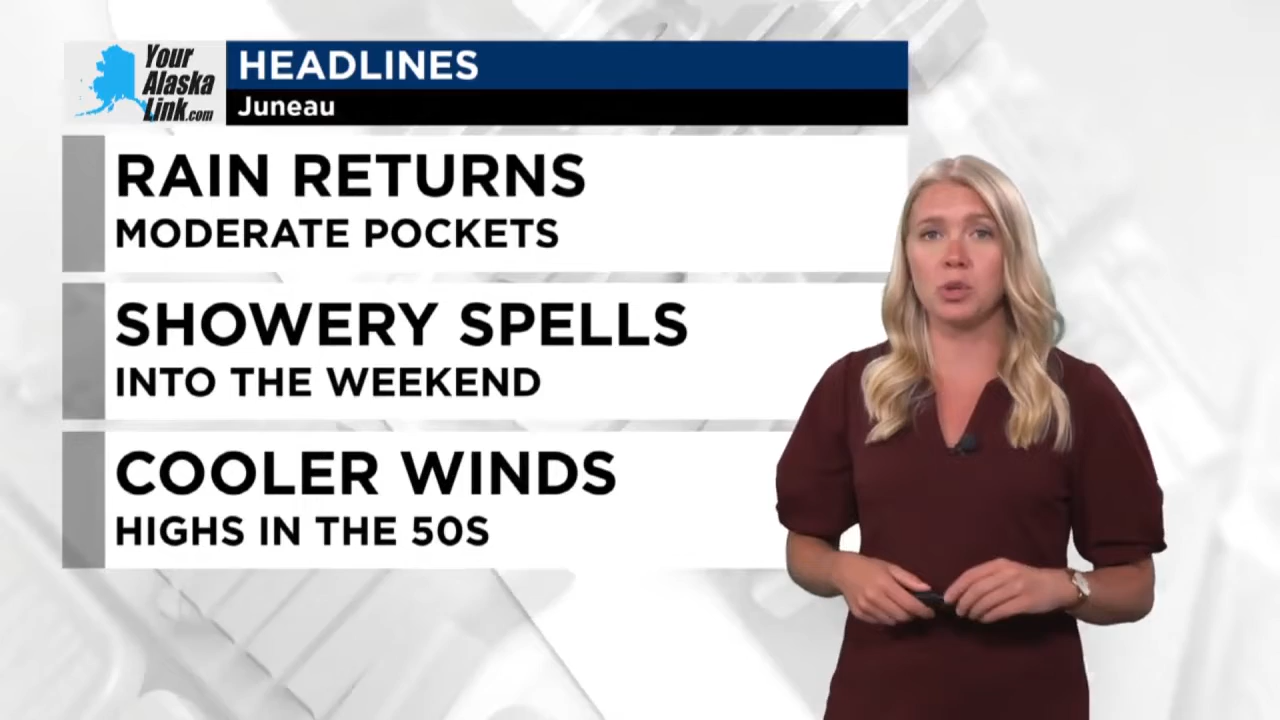 Your
Alaska
Link.com
HEADLINES
Juneau
RAIN RETURNS
MODERATE POCKETS
SHOWERY SPELLS
INTO THE WEEKEND
COOLER WINDS
HIGHS IN THE 50S